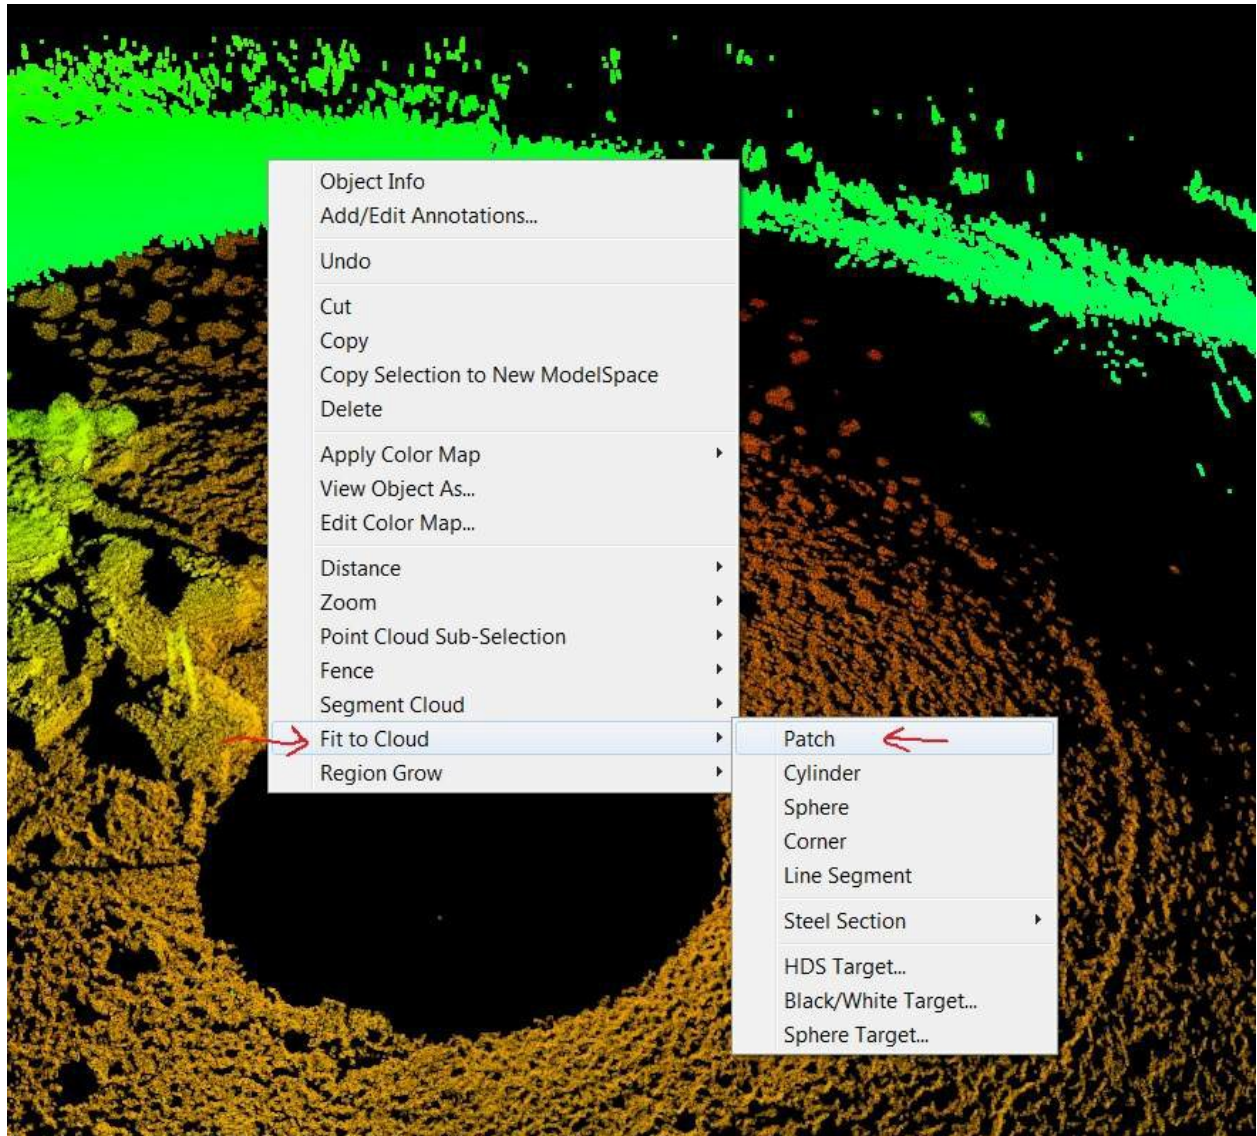 Object Info
Add/Edit Annotations...
Undo
Cut
Copy
Copy Selection to New ModelSpace
Delete
Apply Color Map
View Object As...
Edit Color Map...
Distance
Zoom
Point Cloud Sub-Selection
Fence
Segment Cloud
Fit to Cloud
Region Grow
Patch
Cylinder
Sphere
Corner
Line Segment
Steel Section
HDS Target...
Black/White Target...
Sphere Target...